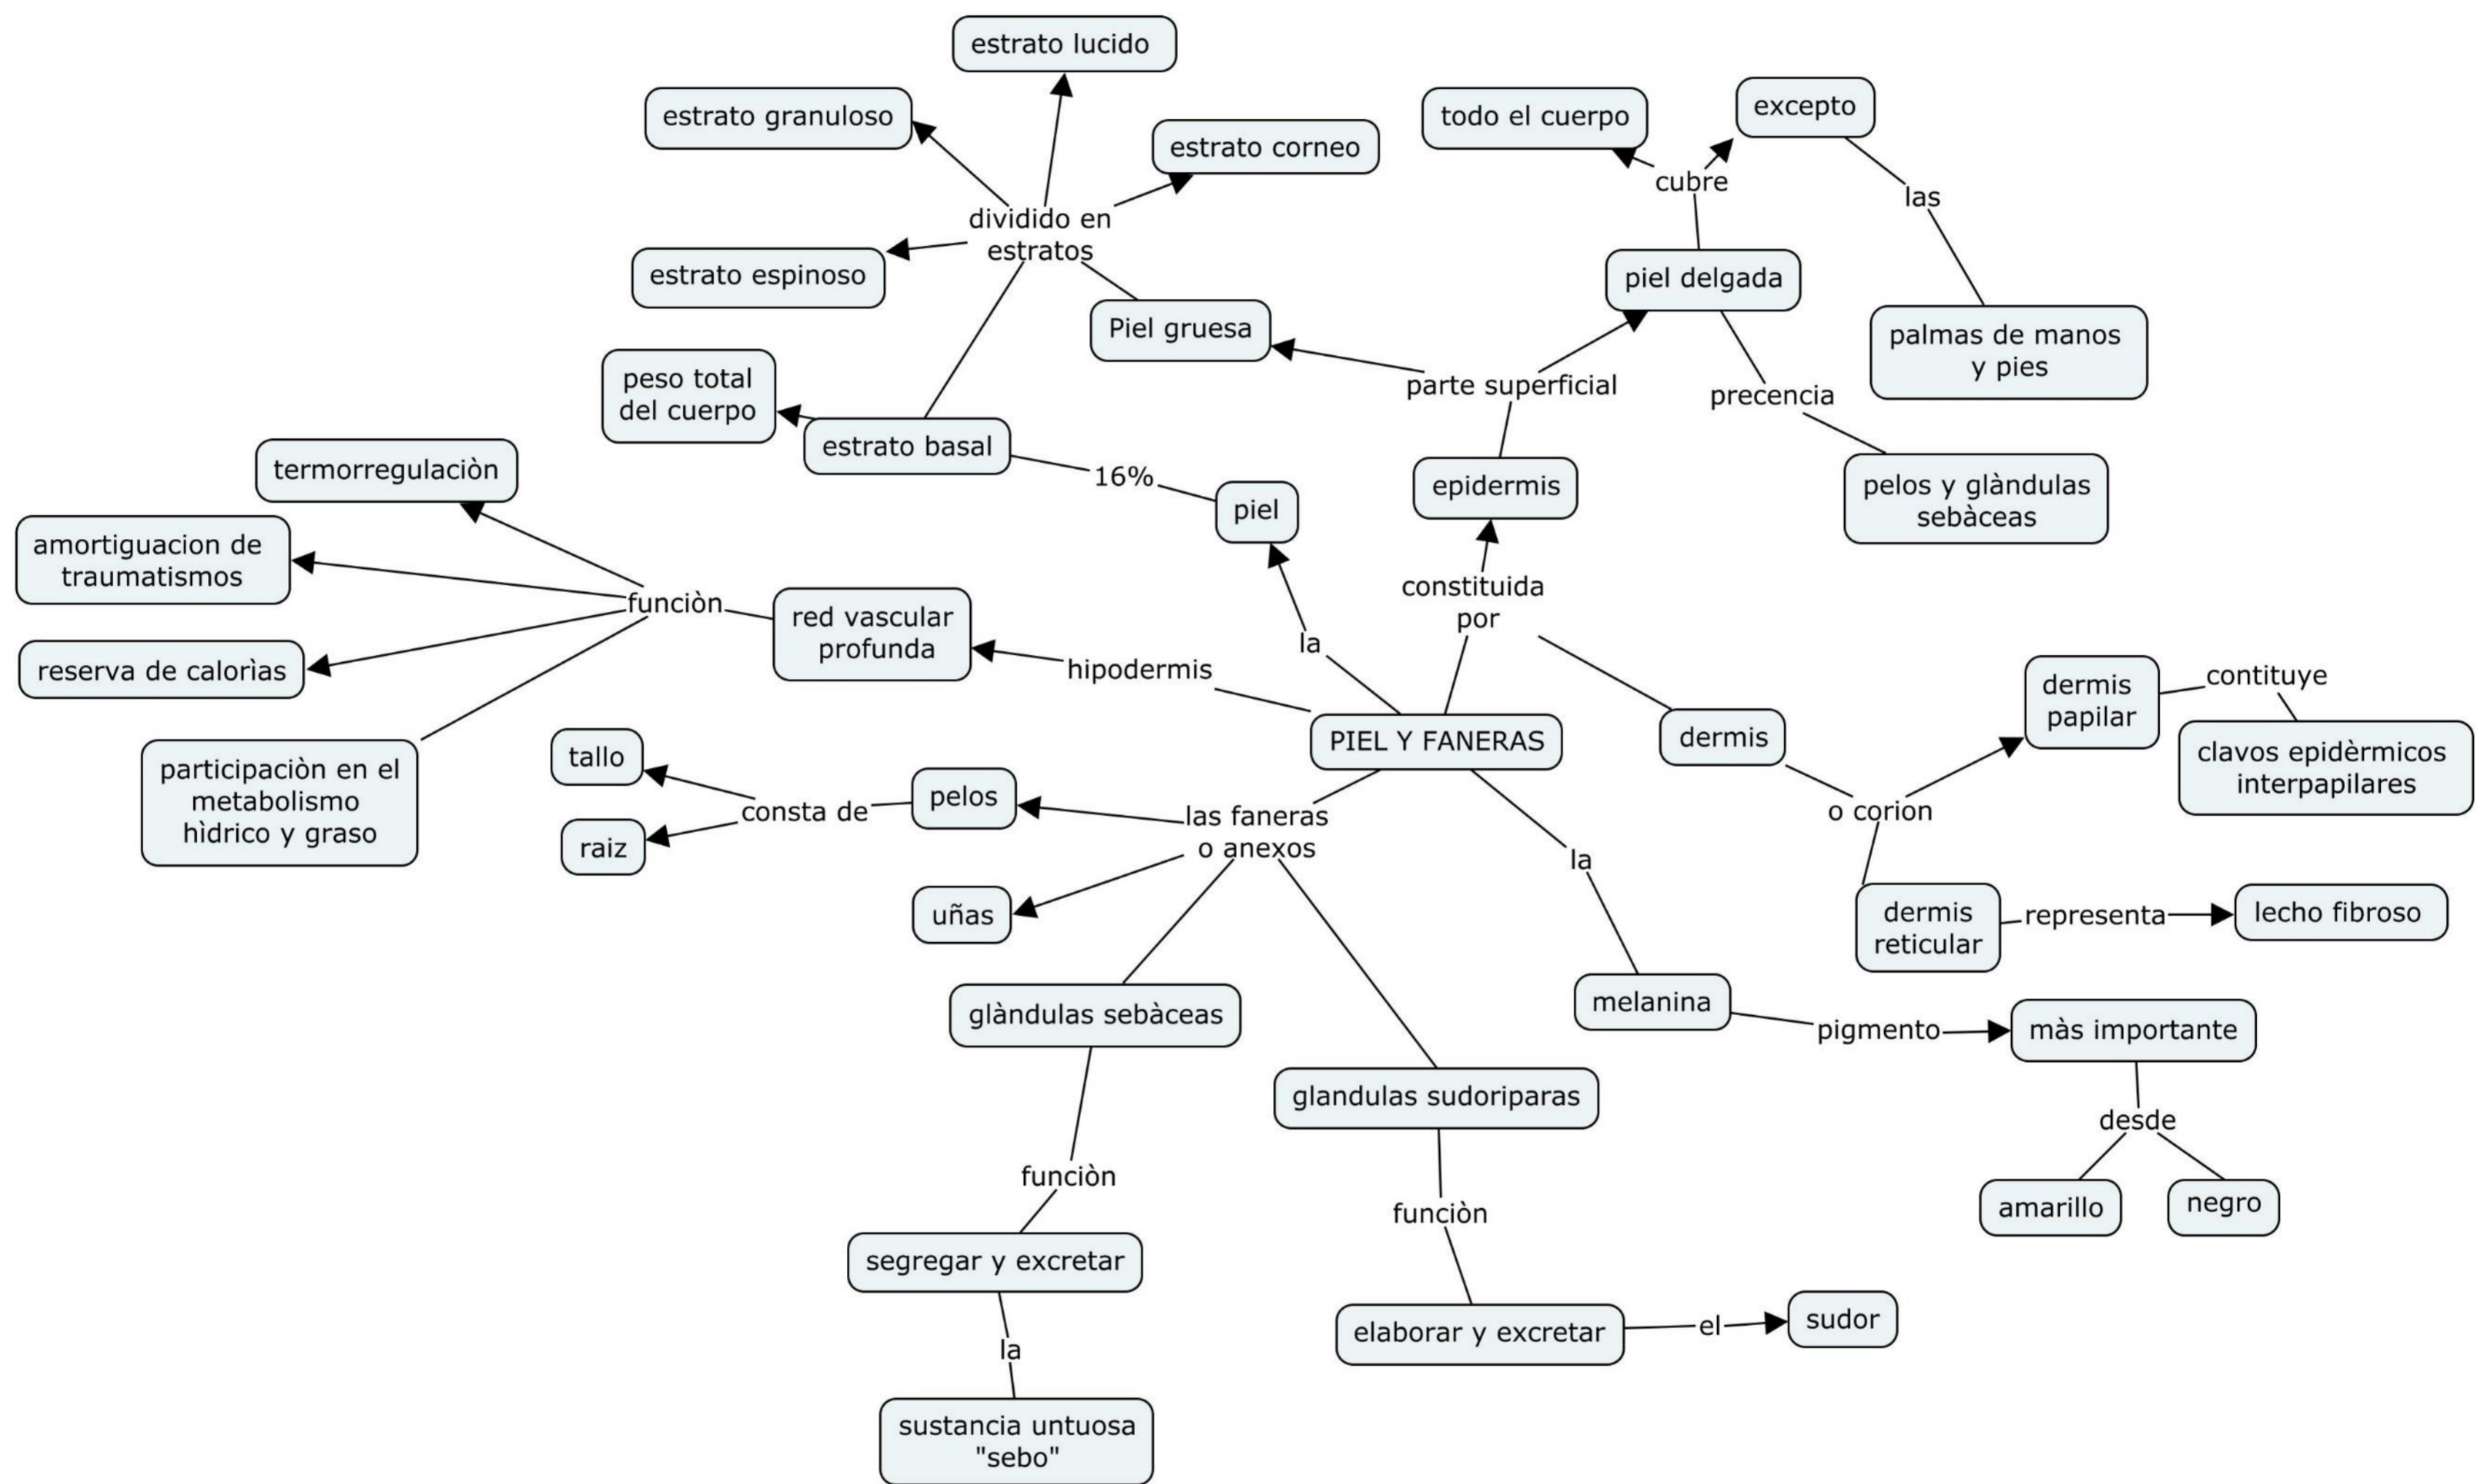 estrato lucido
estrato granuloso
estrato corneo
dividido en
estratos
estrato espinoso
Piel gruesa
estrato basal
peso total
del cuerpo
16%
piel
la
todo el cuerpo
excepto
cubre
las
piel delgada
palmas de manos
y pies
parte superficial
precencia
pelos y glàndulas
sebàceas
epidermis
constituida
por
termorregulaciòn
amortiguacion de
traumatismos
funciòn
reserva de calorìas
participaciòn en el
metabolismo
hìdrico y graso
red vascular
profunda
hipodermis
PIEL Y FANERAS
dermis
o corion
dermis
papilar
contituye
clavos epidèrmicos
interpapilares
dermis
reticular
representa
lecho fibroso
tallo
raiz
consta de
pelos
las faneras
o anexos
uñas
la
melanina
pigmento
màs importante
desde
amarillo
negro
glàndulas sebàceas
funciòn
segregar y excretar
la
sustancia untuosa
"sebo"
glandulas sudoriparas
funciòn
elaborar y excretar
el
sudor